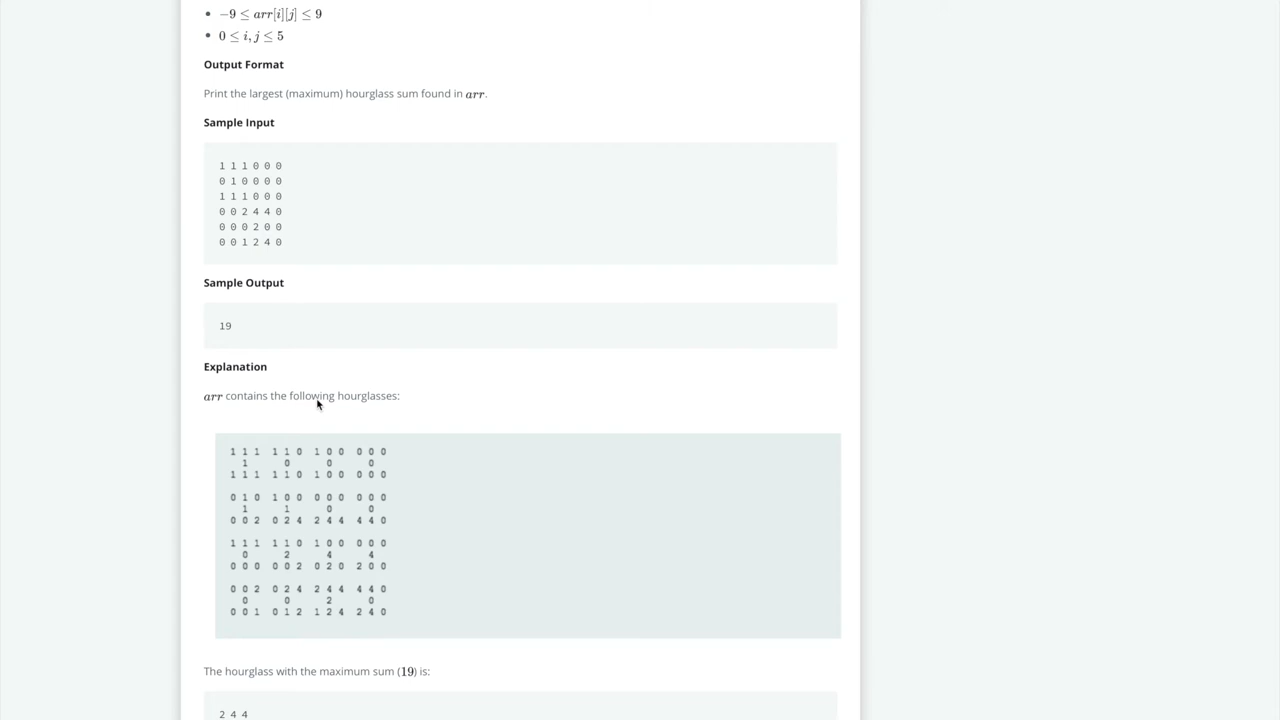 −9 ≤ arr[i][j] ≤ 9
0 ≤ i, j ≤ 5
Output Format
Print the largest (maximum) hourglass sum found in arr.
Sample Input
1 1 1 0 0 0
0 1 0 0 0 0
1 1 1 0 0 0
0 0 2 4 4 0
0 0 0 2 0 0
0 0 1 2 4 0
Sample Output
19
Explanation
arr contains the following hourglasses:
1 1 1  1 1 0  1 0 0  0 0 0
1  0  0  0
1 1 1  1 1 0  1 0 0  0 0 0
0 1 0  1 0 0  0 0 0  0 0 0
1  1  0  0
0 0 2  0 2 4  2 4 4  4 4 0
1 1 1  1 1 0  1 0 0  0 0 0
0  2  4  4
0 0 0  0 0 2  0 2 0  2 0 0
0 0 2  0 2 4  2 4 4  4 4 0
0  0  2  0
0 0 1  0 1 2  1 2 4  2 4 0
The hourglass with the maximum sum (19) is:
2 4 4